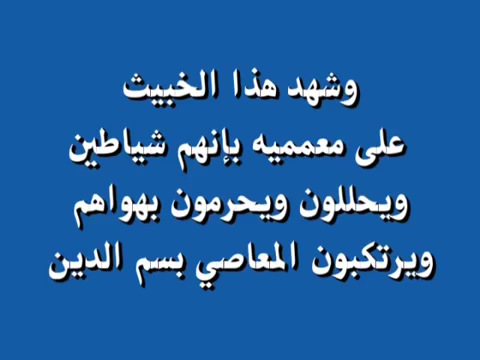 وشهد هذا الخبيث
على معمميه بإنهم شياطين
ويحللون ويحرمون بهواهم
ويرتكبون المعاصي بسم الدين